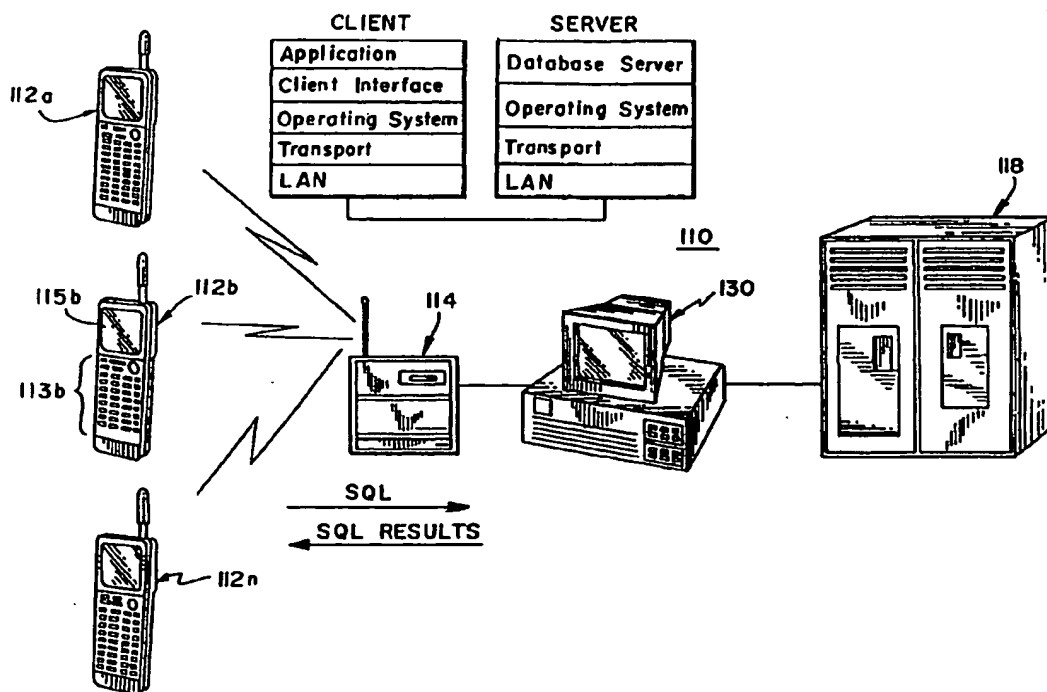 CLIENT
Application
Client Interface
Operating System
Transport
LAN
SERVER
Database Server
Operating System
Transport
LAN
112a
118
110
130
115b
112b
114
113b
SQL
SQL RESULTS
112n